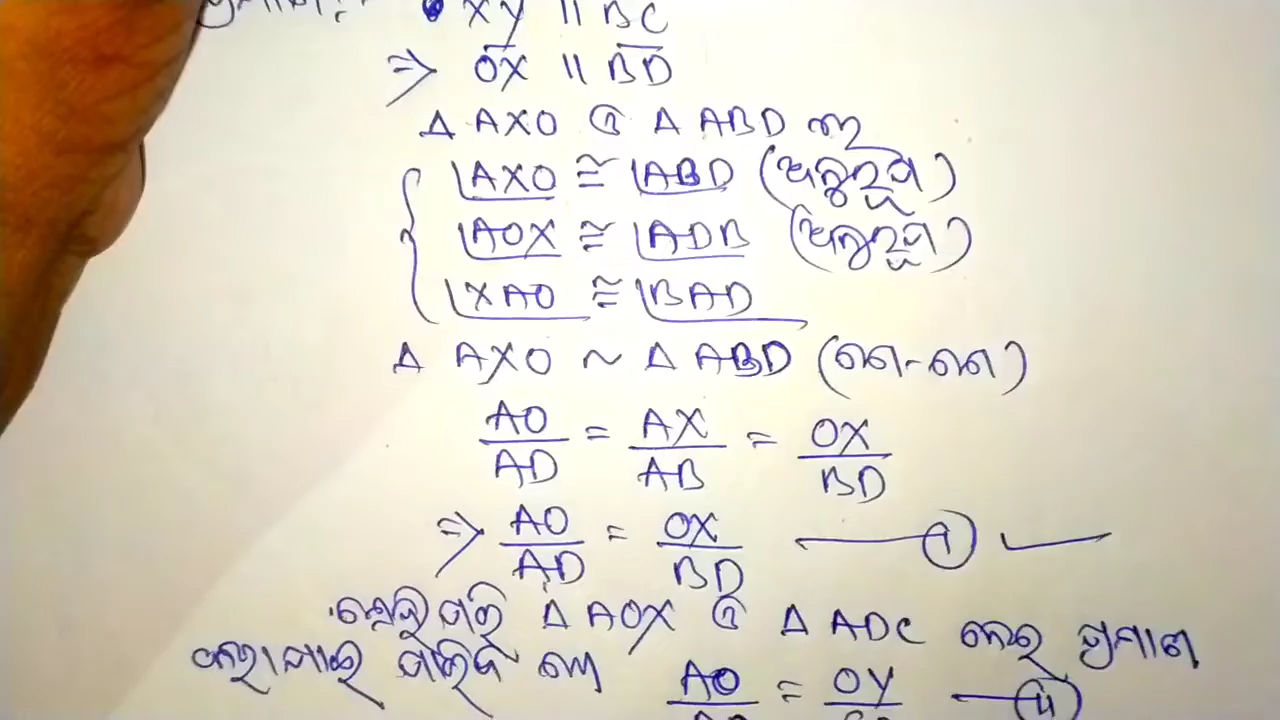 XY || BC
⇒ OX || BD
Δ AXO ଓ Δ ABD ରେ
∠AXO ≅ ∠ABD (ଅନୁରୂପ)
∠AOX ≅ ∠ADB (ଅନୁରୂପ)
∠XAO ≅ ∠BAD
Δ AXO ~ Δ ABD (କୋ-କୋ)
AO/AD = AX/AB = OX/BD
⇒ AO/AD = OX/BD — (i)
ସେହିପରି Δ AOX ଓ Δ ADC ନେଇ ପ୍ରମାଣ
କରାଯାଇ ପାରିବ ଯେ AO = OY — (ii)